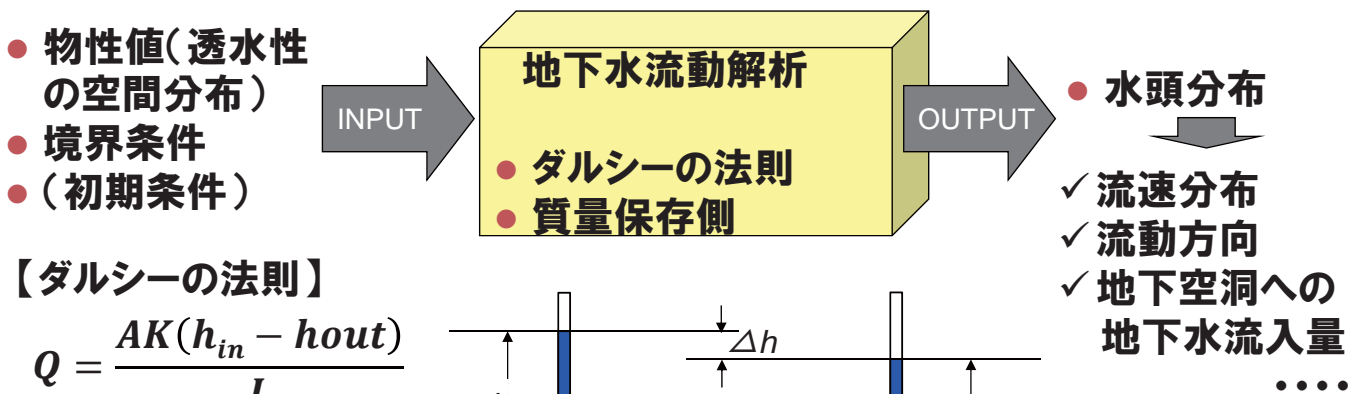 ● 物性値(透水性
の空間分布)
● 境界条件
●(初期条件)
INPUT
地下水流動解析
● ダルシーの法則
● 質量保存側
OUTPUT
● 水頭分布
✓ 流速分布
✓ 流動方向
✓ 地下空洞への
地下水流入量
••••
【ダルシーの法則】
Q = AK(h_in − hout)
Δh